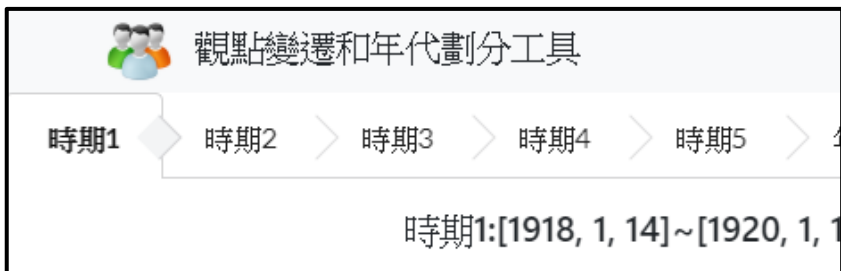 觀點變遷和年代劃分工具
時期1 時期2 時期3 時期4 時期5
時期1:[1918, 1, 14]~[1920, 1, 1